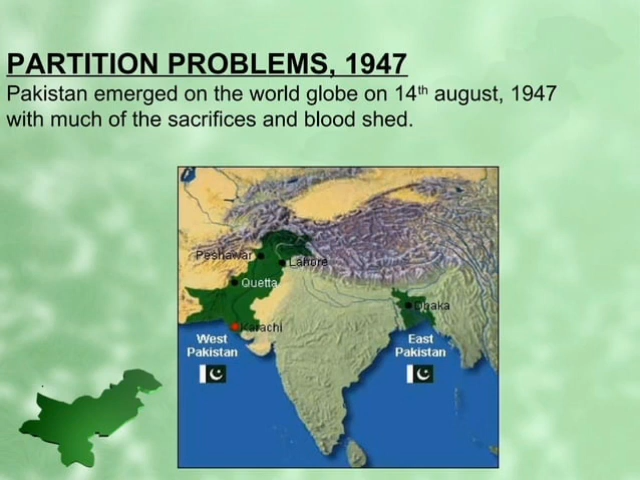 PARTITION PROBLEMS, 1947
Pakistan emerged on the world globe on 14th august, 1947
with much of the sacrifices and blood shed.
Peshawar
Lahore
Quetta
Dhaka
Karachi
West
Pakistan
East
Pakistan